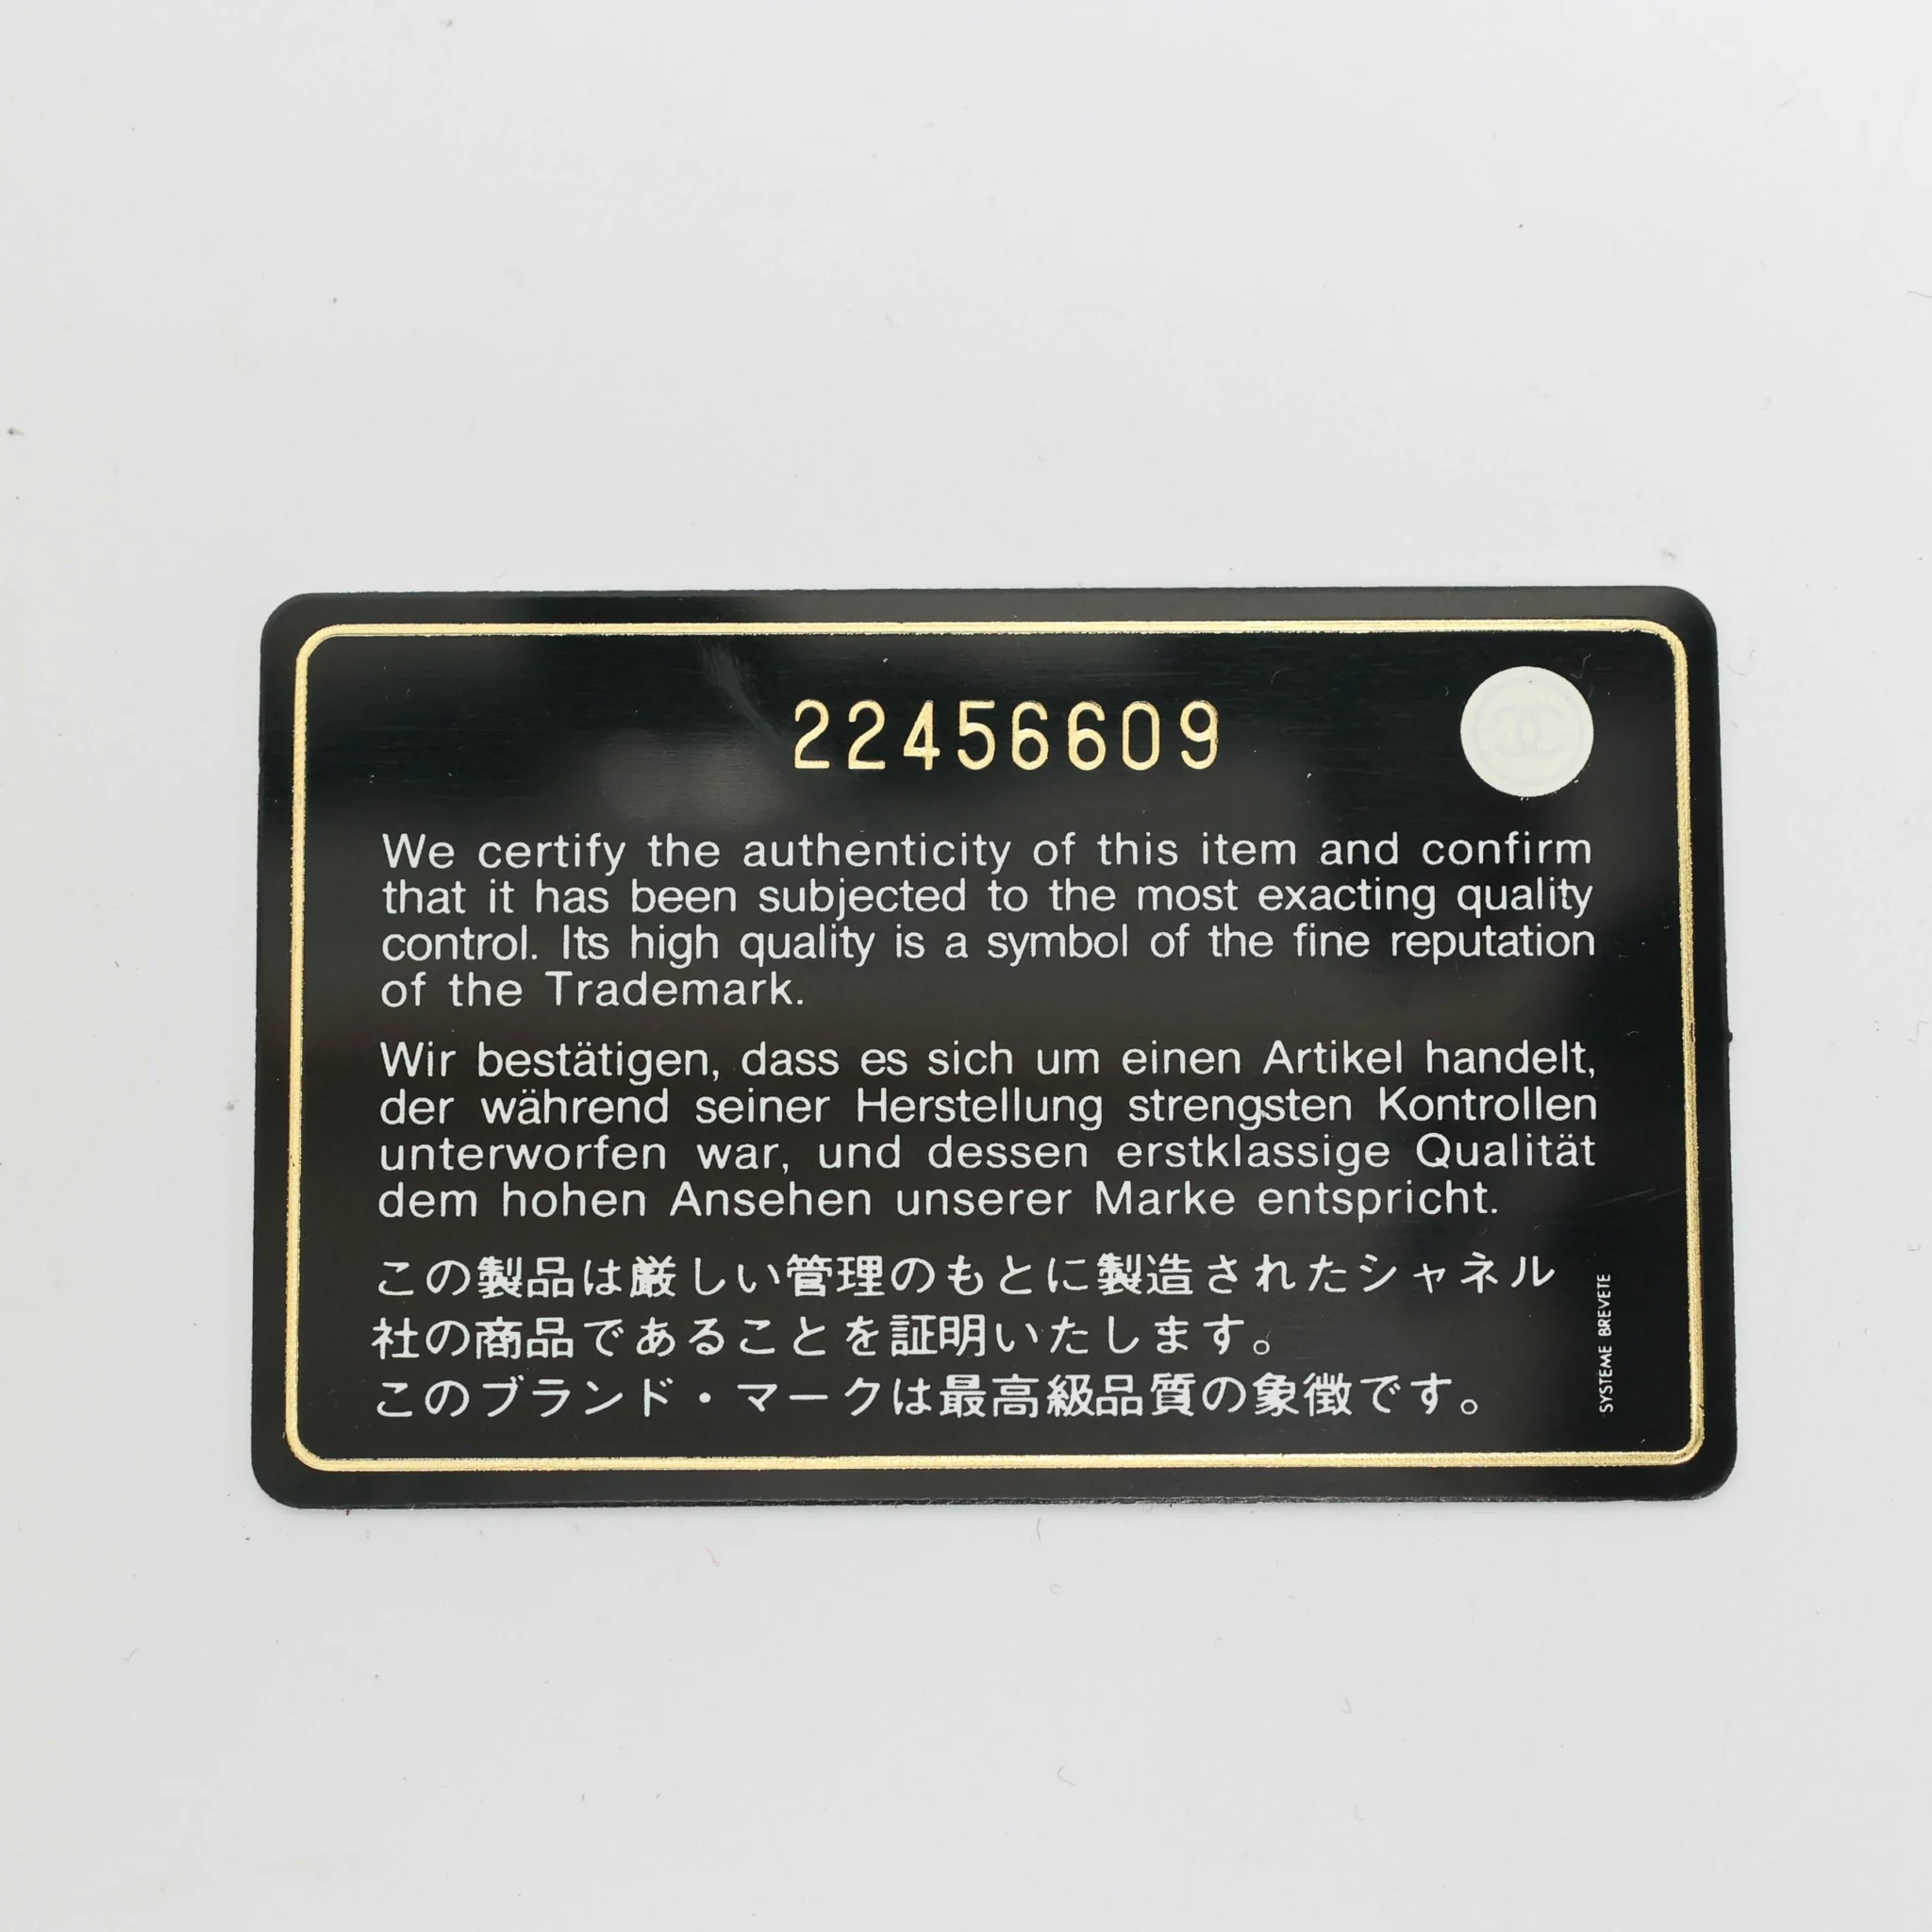 22456609
We certify the authenticity of this item and confirm
that it has been subjected to the most exacting quality
control. Its high quality is a symbol of the fine reputation
of the Trademark.
Wir bestätigen, dass es sich um einen Artikel handelt,
der während seiner Herstellung strengsten Kontrollen
unterworfen war, und dessen erstklassige Qualität
dem hohen Ansehen unserer Marke entspricht.
この製品は厳しい管理のもとに製造されたシャネル
社の商品であることを証明いたします。
このブランド・マークは最高級品質の象徴です。
SYSTEME BREVETE